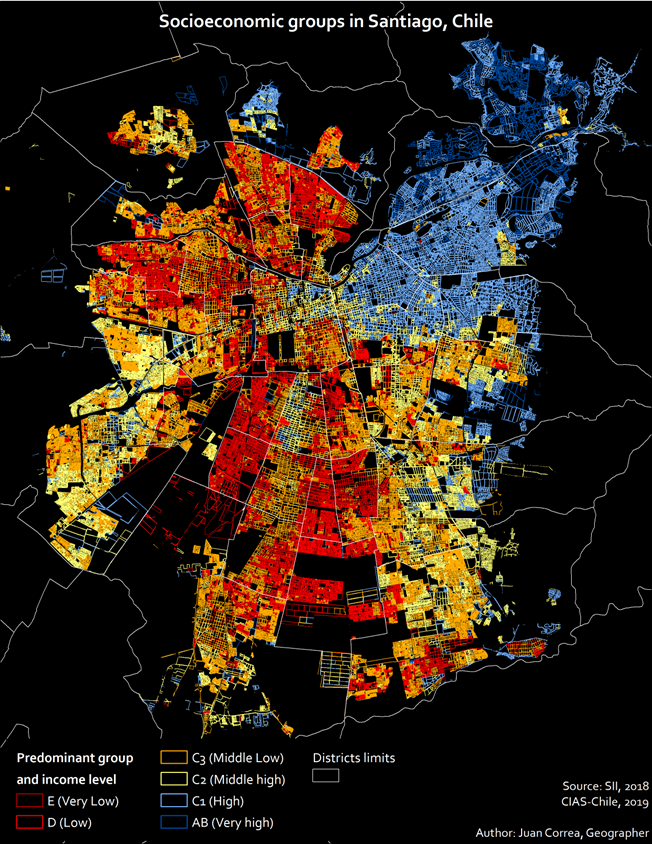 Socioeconomic groups in Santiago, Chile
Predominant group
and income level
E (Very Low)
D (Low)
C3 (Middle Low)
C2 (Middle high)
C1 (High)
AB (Very high)
Districts limits
Source: SII, 2018
CIAS-Chile, 2019
Author: Juan Correa, Geographer